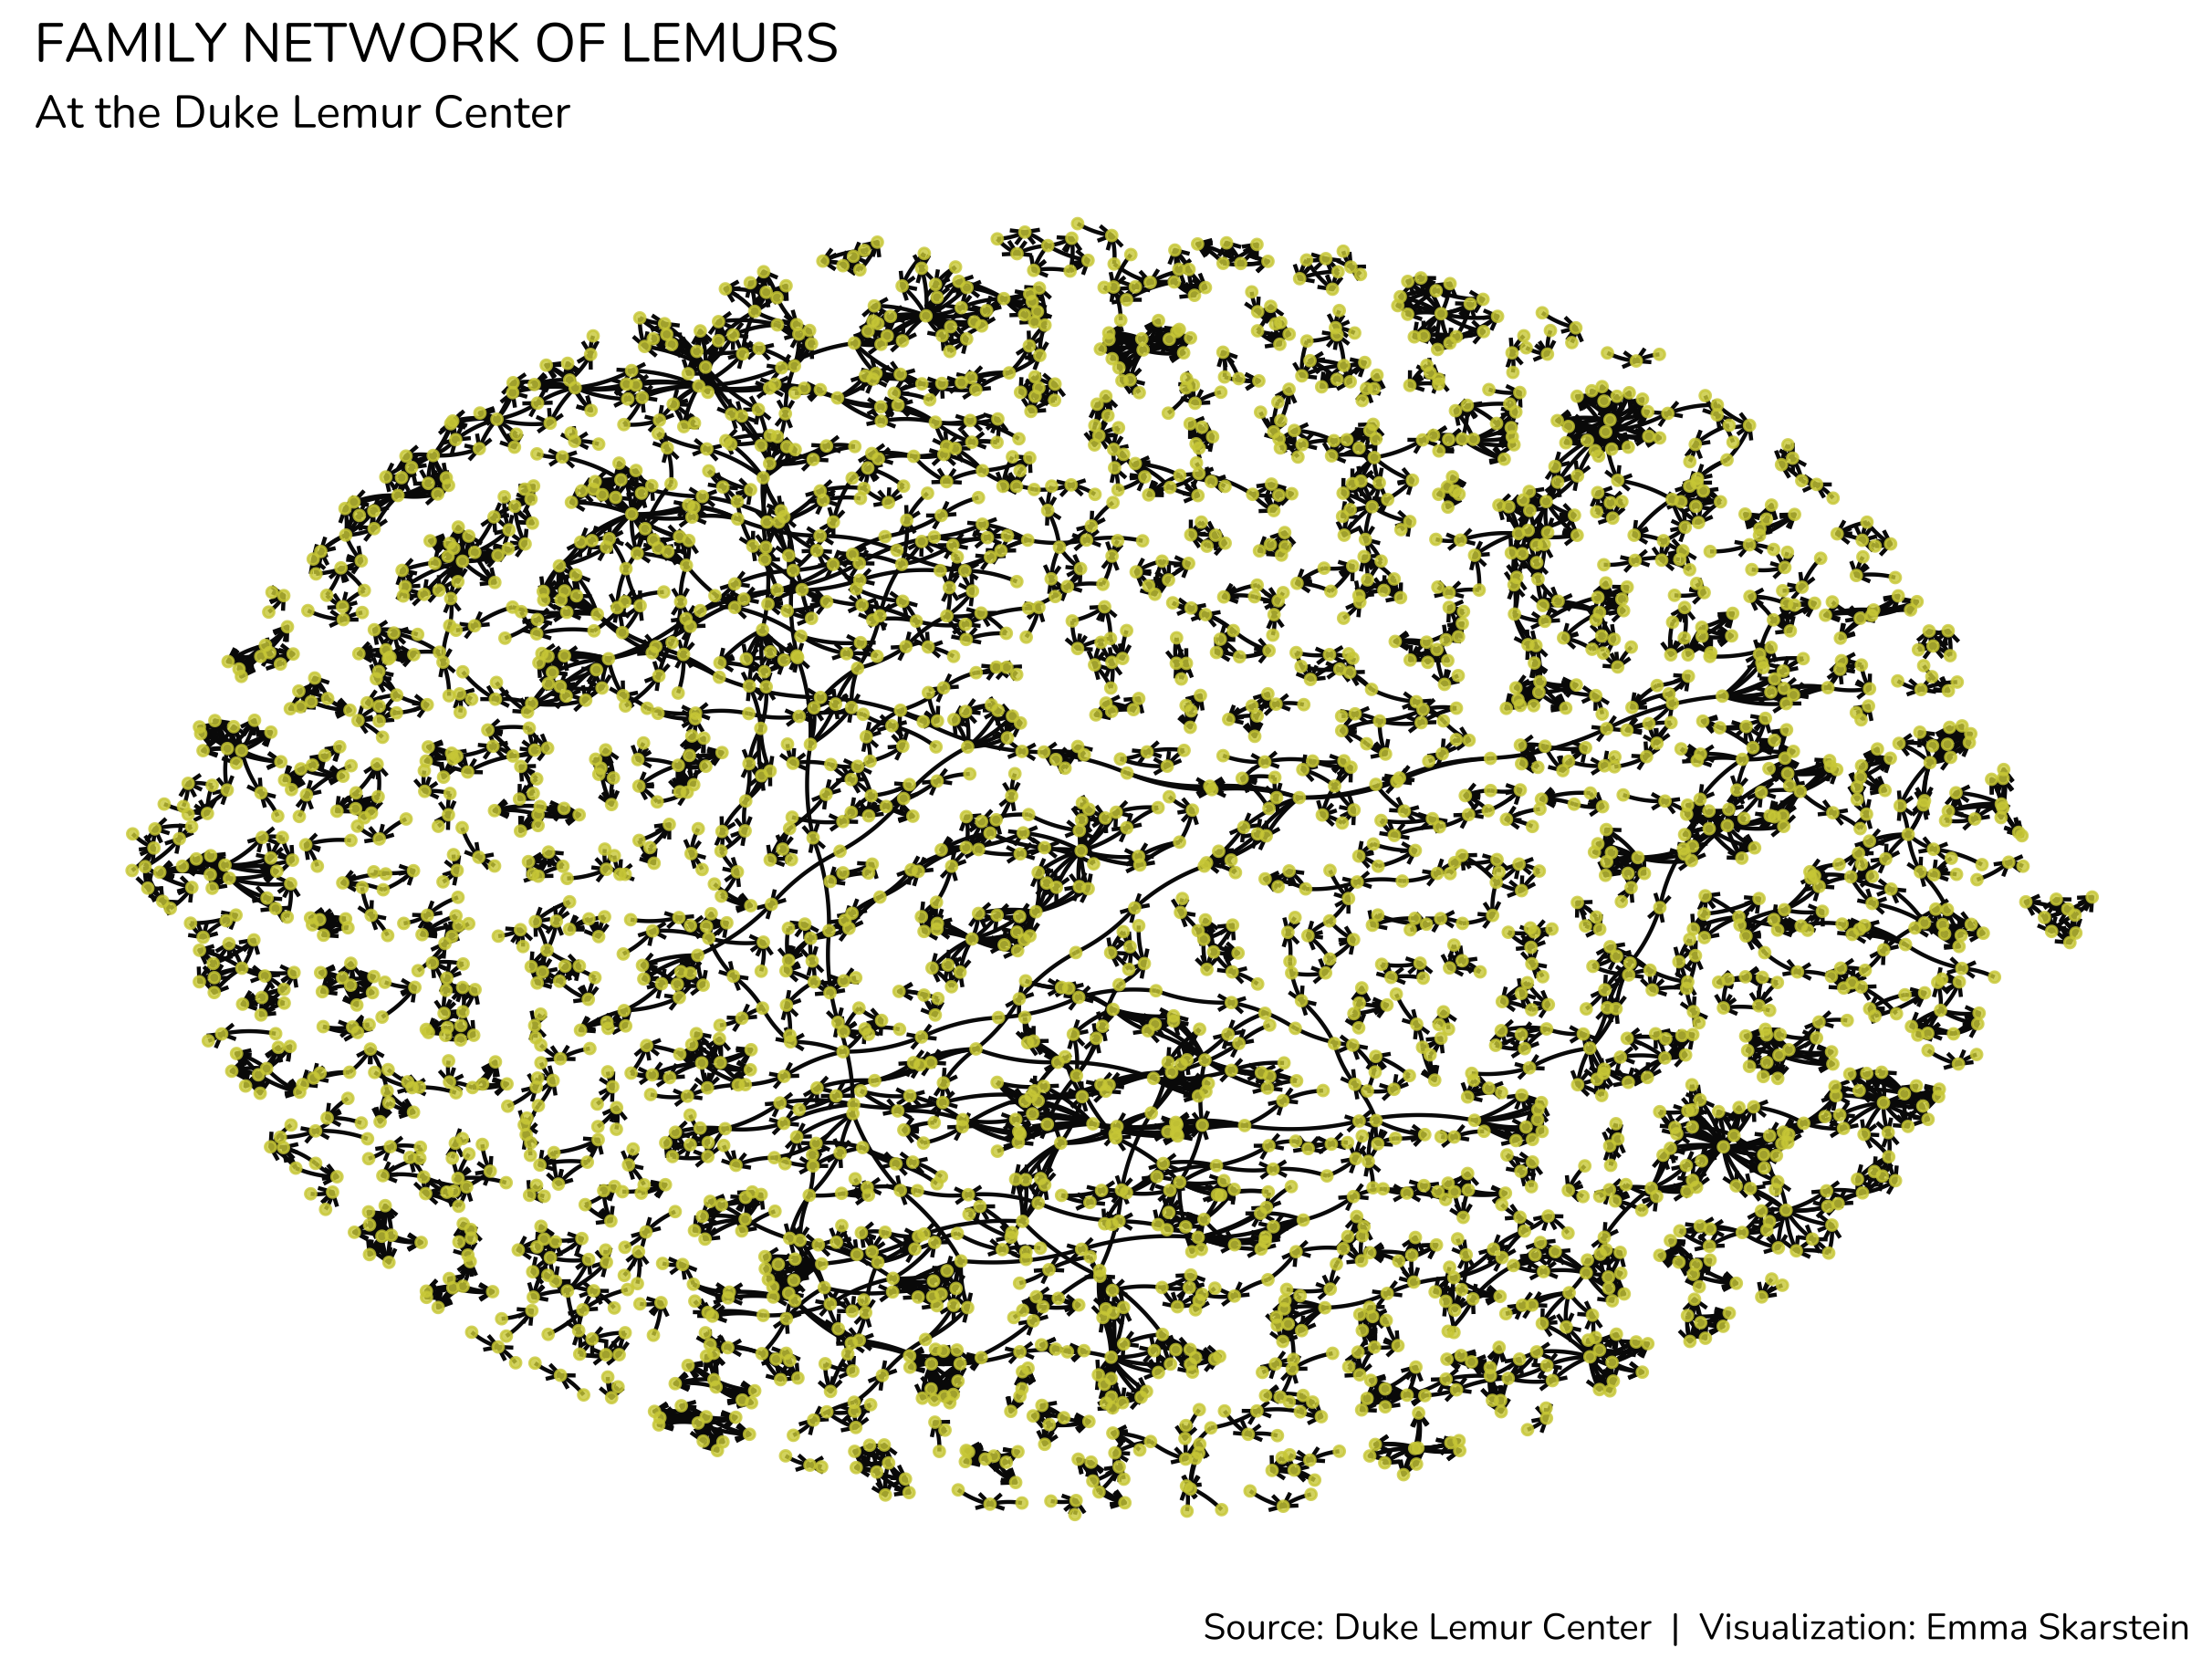 FAMILY NETWORK OF LEMURS
At the Duke Lemur Center
Source: Duke Lemur Center | Visualization: Emma Skarstein